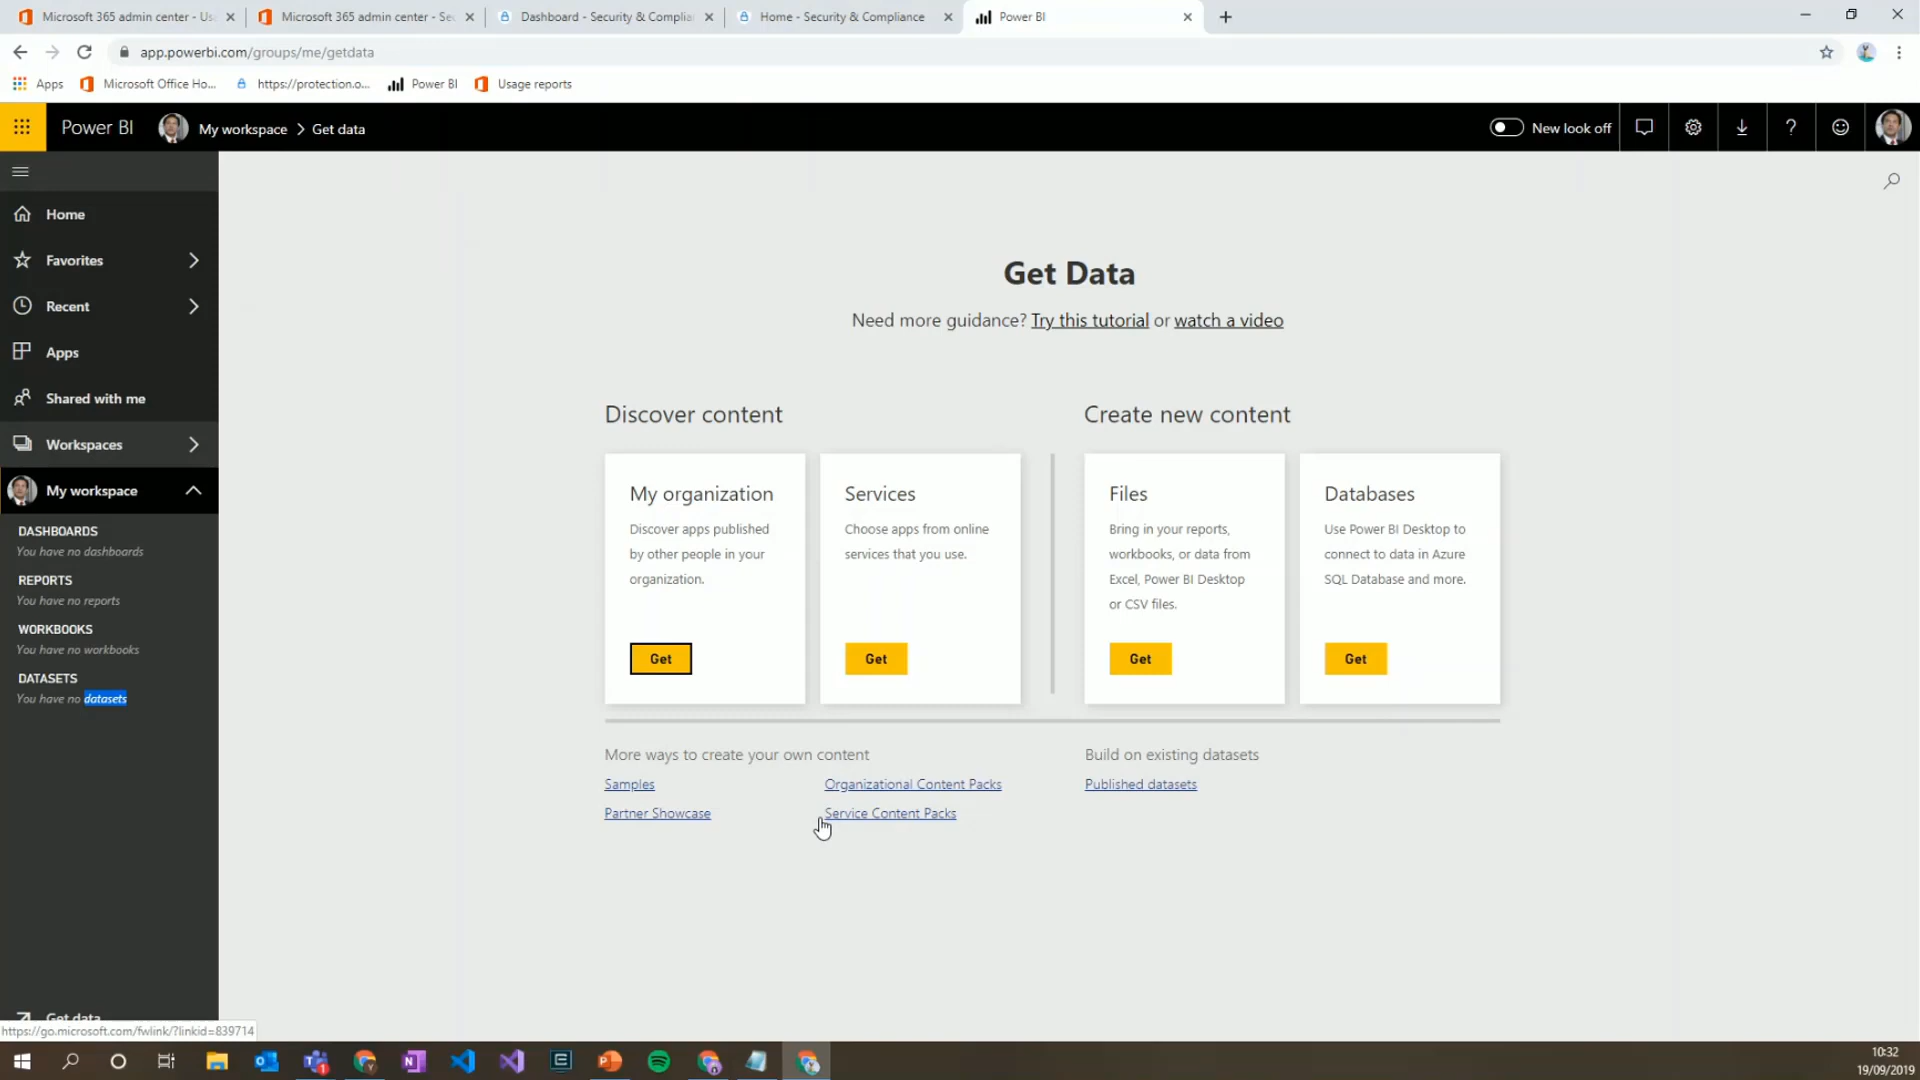 Microsoft 365 admin center - Us
Microsoft 365 admin center - Se
Dashboard - Security & Complian
Home - Security & Compliance
Power BI
app.powerbi.com/groups/me/getdata
Apps
Microsoft Office Ho...
https://protection.o...
Power BI
Usage reports
Power BI
My workspace > Get data
New look off
Home
Favorites
Recent
Apps
Shared with me
Workspaces
My workspace
DASHBOARDS
You have no dashboards
REPORTS
You have no reports
WORKBOOKS
You have no workbooks
DATASETS
You have no datasets
Get data
https://go.microsoft.com/fwlink/?linkid=839714
Get Data
Need more guidance? Try this tutorial or watch a video
Discover content
My organization
Discover apps published
by other people in your
organization.
Get
Services
Choose apps from online
services that you use.
Get
Create new content
Files
Bring in your reports,
workbooks, or data from
Excel, Power BI Desktop
or CSV files.
Get
Databases
Use Power BI Desktop to
connect to data in Azure
SQL Database and more.
Get
More ways to create your own content
Samples
Organizational Content Packs
Partner Showcase
Service Content Packs
Build on existing datasets
Published datasets
10:32
19/09/2019